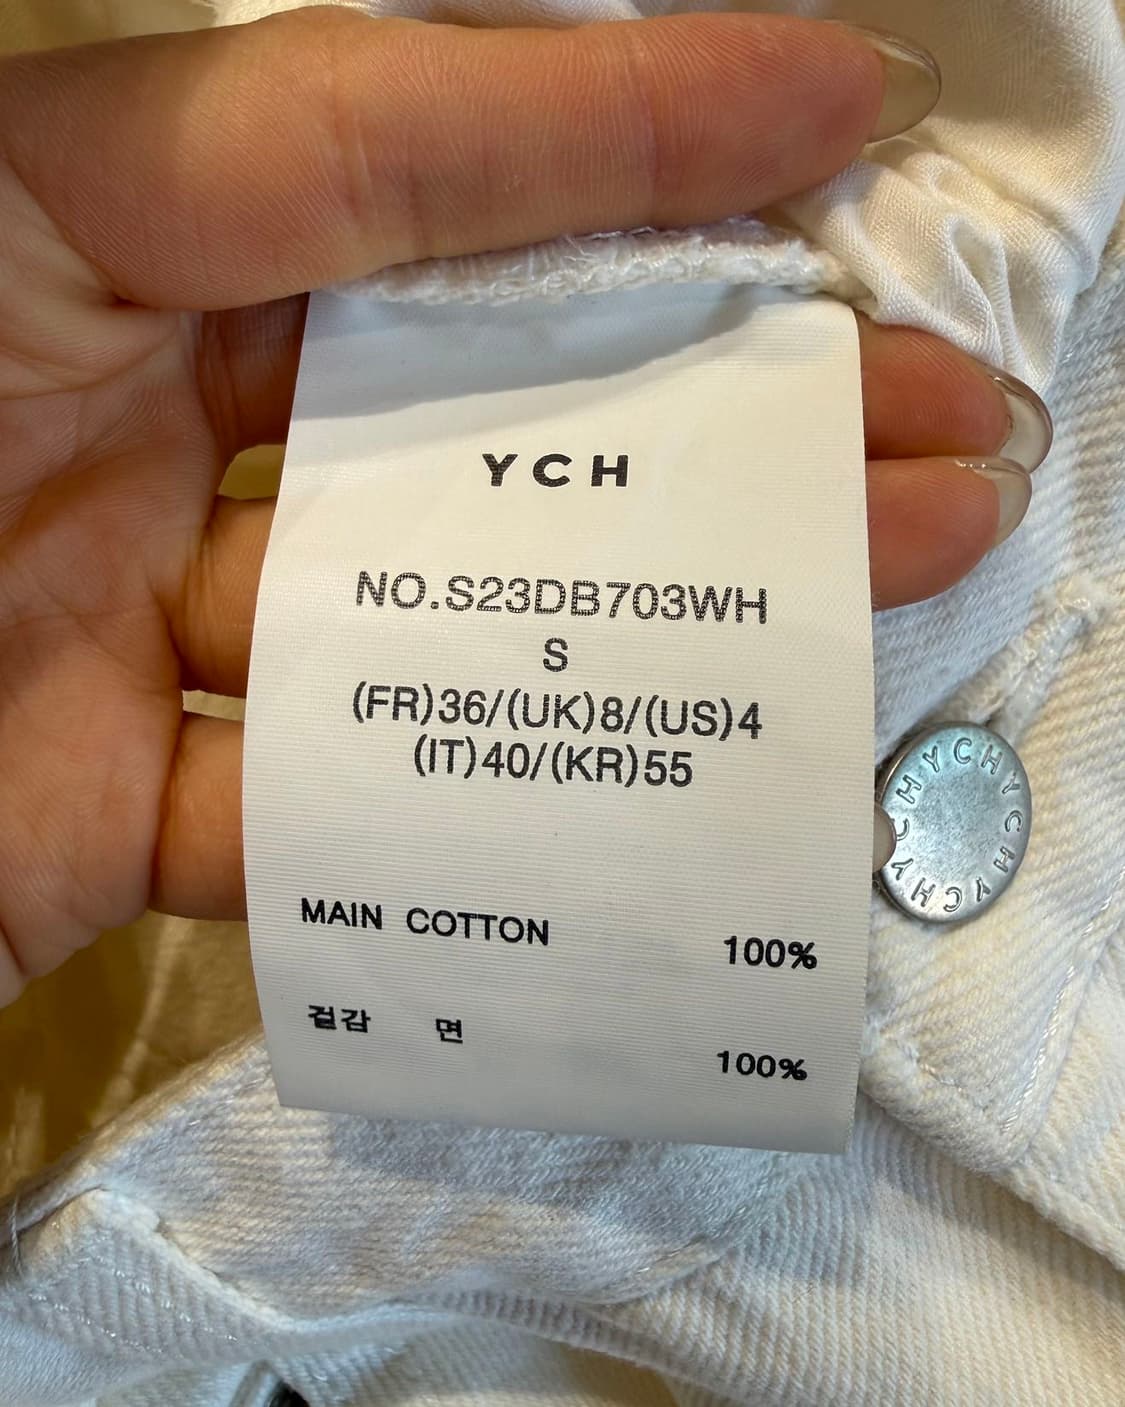 YCH
NO.S23DB703WH
S
(FR)36/(UK)8/(US)4
(IT)40/(KR)55
MAIN COTTON 100%
겉감 면 100%
YCHYCHYCHYCHYCH